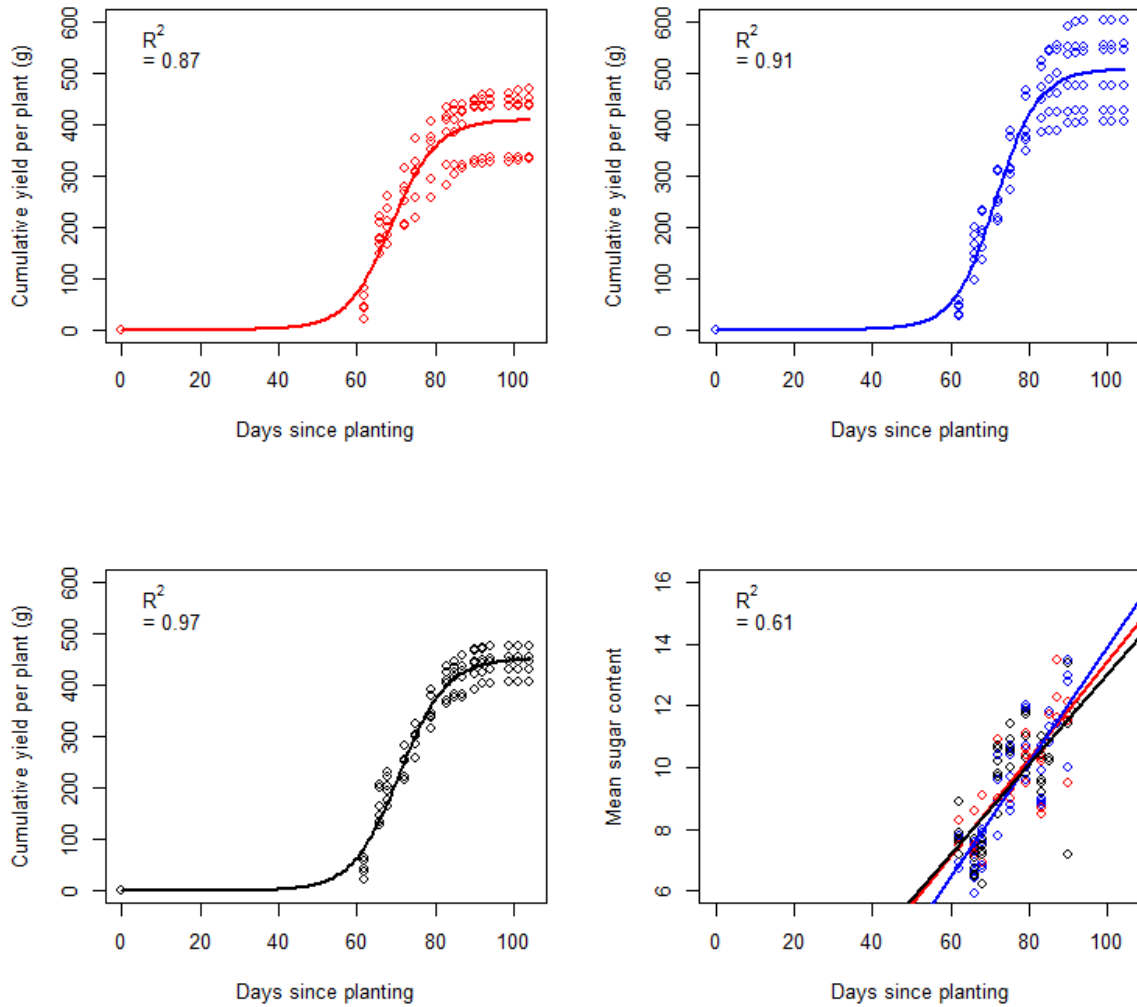 R²
= 0.87
Cumulative yield per plant (g)
0 100 200 300 400 500 600
0 20 40 60 80 100
Days since planting
R²
= 0.91
Cumulative yield per plant (g)
0 100 200 300 400 500 600
0 20 40 60 80 100
Days since planting
R²
= 0.97
Cumulative yield per plant (g)
0 100 200 300 400 500 600
0 20 40 60 80 100
Days since planting
R²
= 0.61
Mean sugar content
6 8 10 12 14 16
0 20 40 60 80 100
Days since planting